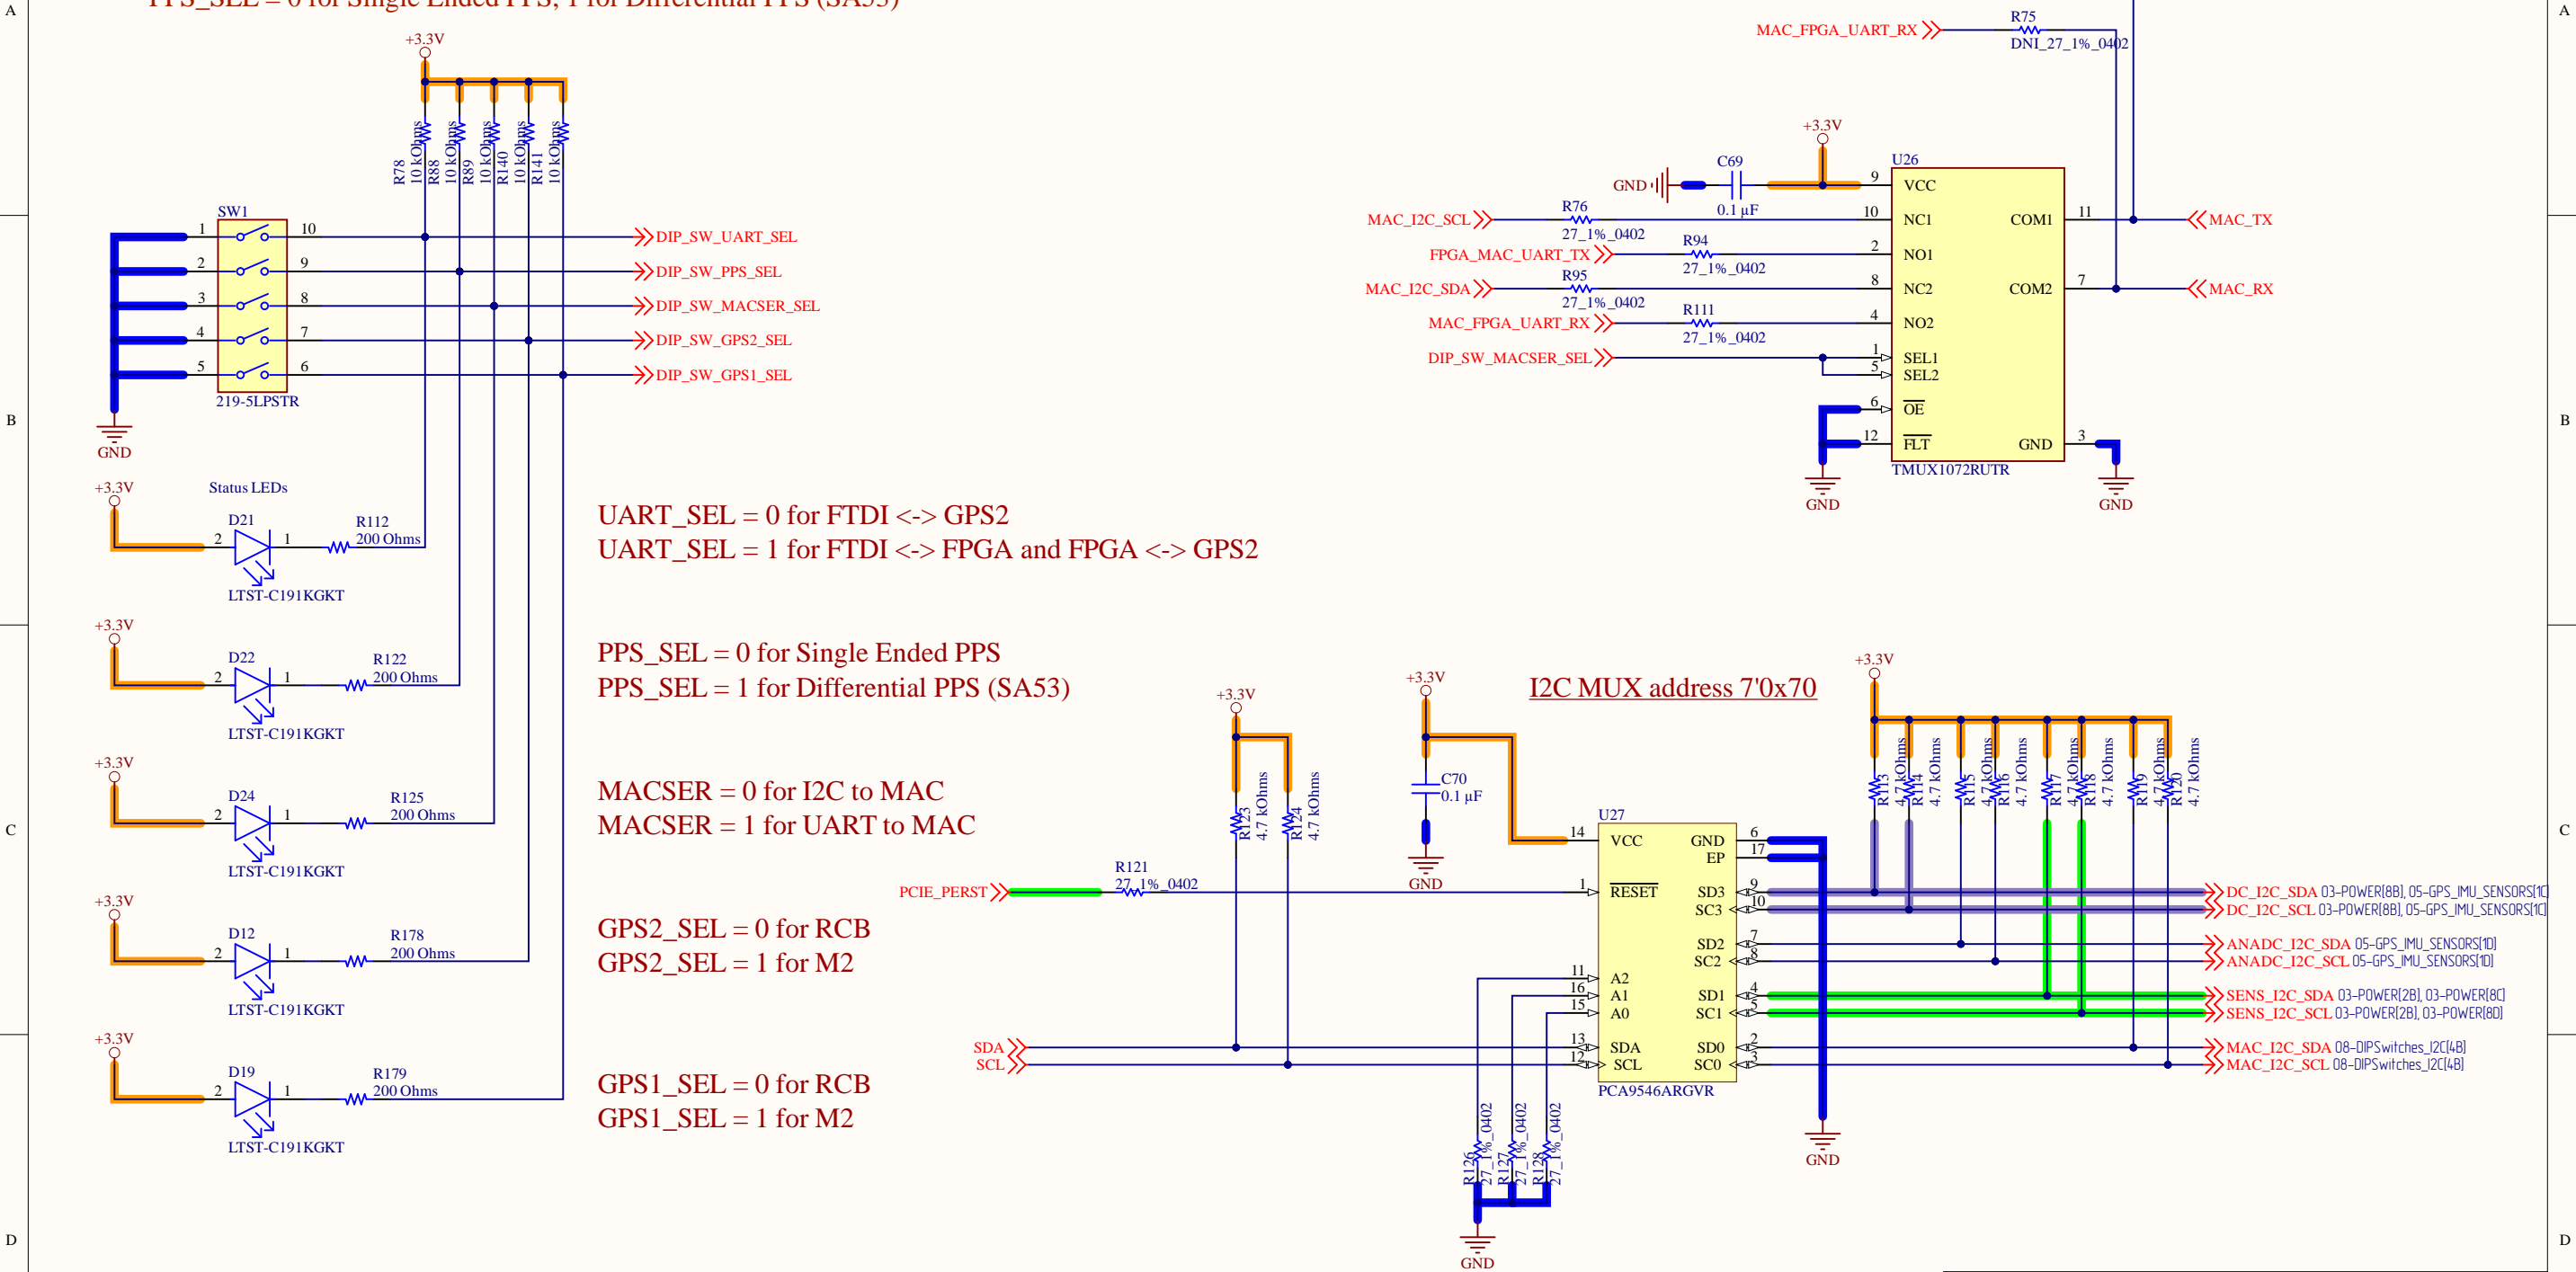 PPS_SEL = 0 for Single Ended PPS, 1 for Differential PPS (SA53)
A
A
+3.3V
R78
10 kOhms
R88
10 kOhms
R89
10 kOhms
R140
10 kOhms
R141
10 kOhms
SW1
1
10
DIP_SW_UART_SEL
2
9
DIP_SW_PPS_SEL
3
8
DIP_SW_MACSER_SEL
4
7
DIP_SW_GPS2_SEL
5
6
DIP_SW_GPS1_SEL
219-5LPSTR
GND
B
B
MAC_FPGA_UART_RX
R75
DNI_27_1%_0402
+3.3V
GND
C69
0.1 µF
U26
9
VCC
MAC_I2C_SCL
R76
27_1%_0402
10
NC1
COM1
11
MAC_TX
FPGA_MAC_UART_TX
R94
27_1%_0402
2
NO1
MAC_I2C_SDA
R95
27_1%_0402
8
NC2
COM2
7
MAC_RX
MAC_FPGA_UART_RX
R111
27_1%_0402
4
NO2
DIP_SW_MACSER_SEL
1
SEL1
5
SEL2
6
OE
12
FLT
GND
3
TMUX1072RUTR
GND
GND
+3.3V
Status LEDs
D21
2
1
R112
200 Ohms
LTST-C191KGKT
UART_SEL = 0 for FTDI <-> GPS2
UART_SEL = 1 for FTDI <-> FPGA and FPGA <-> GPS2
+3.3V
D22
2
1
R122
200 Ohms
LTST-C191KGKT
PPS_SEL = 0 for Single Ended PPS
PPS_SEL = 1 for Differential PPS (SA53)
+3.3V
D24
2
1
R125
200 Ohms
LTST-C191KGKT
MACSER = 0 for I2C to MAC
MACSER = 1 for UART to MAC
+3.3V
D12
2
1
R178
200 Ohms
LTST-C191KGKT
GPS2_SEL = 0 for RCB
GPS2_SEL = 1 for M2
+3.3V
D19
2
1
R179
200 Ohms
LTST-C191KGKT
GPS1_SEL = 0 for RCB
GPS1_SEL = 1 for M2
C
C
I2C MUX address 7'0x70
+3.3V
R123
4.7 kOhms
R124
4.7 kOhms
+3.3V
C70
0.1 µF
GND
+3.3V
R113
4.7 kOhms
R114
4.7 kOhms
R115
4.7 kOhms
R116
4.7 kOhms
R117
4.7 kOhms
R118
4.7 kOhms
R119
4.7 kOhms
R120
4.7 kOhms
U27
14
VCC
GND
6
EP
17
PCIE_PERST
R121
27_1%_0402
1
RESET
SD3
9
DC_I2C_SDA 03-POWER[8B], 05-GPS_IMU_SENSORS[1C]
SC3
10
DC_I2C_SCL 03-POWER[8B], 05-GPS_IMU_SENSORS[1C]
SD2
7
ANADC_I2C_SDA 05-GPS_IMU_SENSORS[1D]
SC2
8
ANADC_I2C_SCL 05-GPS_IMU_SENSORS[1D]
11
A2
16
A1
15
A0
SD1
4
SENS_I2C_SDA 03-POWER[2B], 03-POWER[8C]
SC1
5
SENS_I2C_SCL 03-POWER[2B], 03-POWER[8D]
SDA
13
SDA
SD0
2
MAC_I2C_SDA 08-DIPSwitches_I2C[4B]
SCL
12
SCL
SC0
3
MAC_I2C_SCL 08-DIPSwitches_I2C[4B]
PCA9546ARGVR
R126
27_1%_0402
R127
27_1%_0402
R128
27_1%_0402
GND
GND
D
D